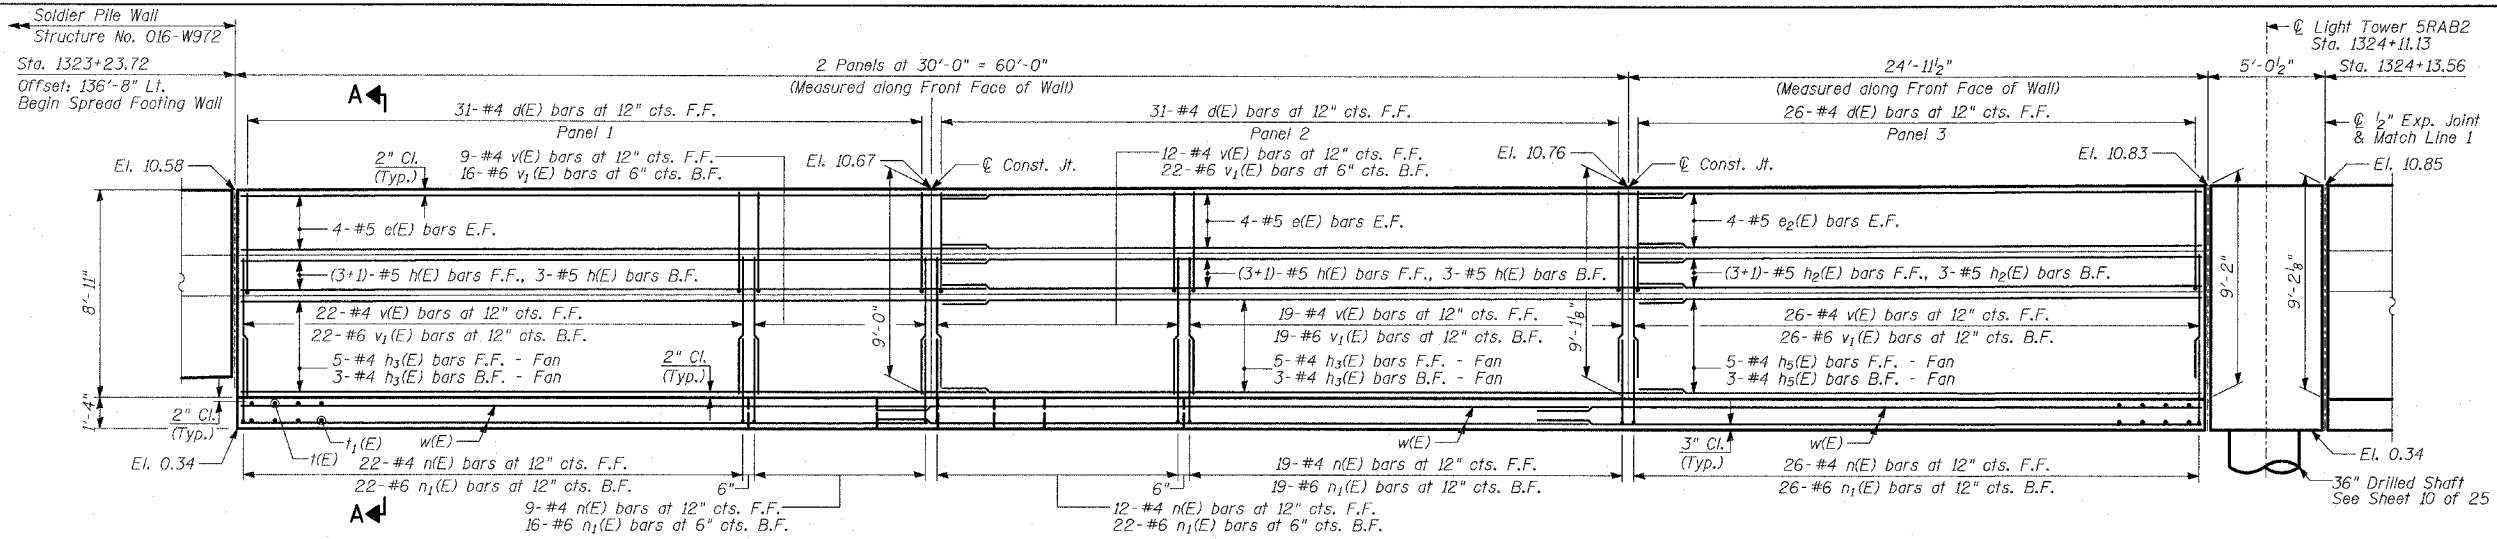 Soldier Pile Wall
Structure No. 016-W972
Sta. 1323+23.72
Offset: 136'-8" Lt.
Begin Spread Footing Wall
2 Panels at 30'-0" = 60'-0"
(Measured along Front Face of Wall)
24'-11½"
(Measured along Front Face of Wall)
5'-0½"
℄ Light Tower 5RAB2
Sta. 1324+11.13
Sta. 1324+13.56
℄ ½" Exp. Joint
& Match Line 1
A
31-#4 d(E) bars at 12" cts. F.F.
Panel 1
31-#4 d(E) bars at 12" cts. F.F.
Panel 2
26-#4 d(E) bars at 12" cts. F.F.
Panel 3
El. 10.58
2" Cl.
(Typ.)
9-#4 v(E) bars at 12" cts. F.F.
16-#6 v₁(E) bars at 6" cts. B.F.
El. 10.67
℄ Const. Jt.
12-#4 v(E) bars at 12" cts. F.F.
22-#6 v₁(E) bars at 6" cts. B.F.
El. 10.76
℄ Const. Jt.
El. 10.83
El. 10.85
4-#5 e(E) bars E.F.
4-#5 e(E) bars E.F.
4-#5 e₂(E) bars E.F.
(3+1)-#5 h(E) bars F.F., 3-#5 h(E) bars B.F.
(3+1)-#5 h(E) bars F.F., 3-#5 h(E) bars B.F.
(3+1)-#5 h₂(E) bars F.F., 3-#5 h₂(E) bars B.F.
8'-11"
9'-0"
9'-1⅛"
9'-2"
9'-2⅛"
22-#4 v(E) bars at 12" cts. F.F.
22-#6 v₁(E) bars at 12" cts. B.F.
5-#4 h₃(E) bars F.F. - Fan
3-#4 h₃(E) bars B.F. - Fan
2" Cl.
(Typ.)
19-#4 v(E) bars at 12" cts. F.F.
19-#6 v₁(E) bars at 12" cts. B.F.
5-#4 h₃(E) bars F.F. - Fan
3-#4 h₃(E) bars B.F. - Fan
26-#4 v(E) bars at 12" cts. F.F.
26-#6 v₁(E) bars at 12" cts. B.F.
5-#4 h₅(E) bars F.F. - Fan
3-#4 h₅(E) bars B.F. - Fan
1'-4"
2" Cl.
(Typ.)
t₁(E)
t(E)
w(E)
w(E)
3" Cl.
(Typ.)
w(E)
El. 0.34
El. 0.34
22-#4 n(E) bars at 12" cts. F.F.
22-#6 n₁(E) bars at 12" cts. B.F.
6"
9-#4 n(E) bars at 12" cts. F.F.
16-#6 n₁(E) bars at 6" cts. B.F.
6"
12-#4 n(E) bars at 12" cts. F.F.
22-#6 n₁(E) bars at 6" cts. B.F.
19-#4 n(E) bars at 12" cts. F.F.
19-#6 n₁(E) bars at 12" cts. B.F.
26-#4 n(E) bars at 12" cts. F.F.
26-#6 n₁(E) bars at 12" cts. B.F.
36" Drilled Shaft
See Sheet 10 of 25
A